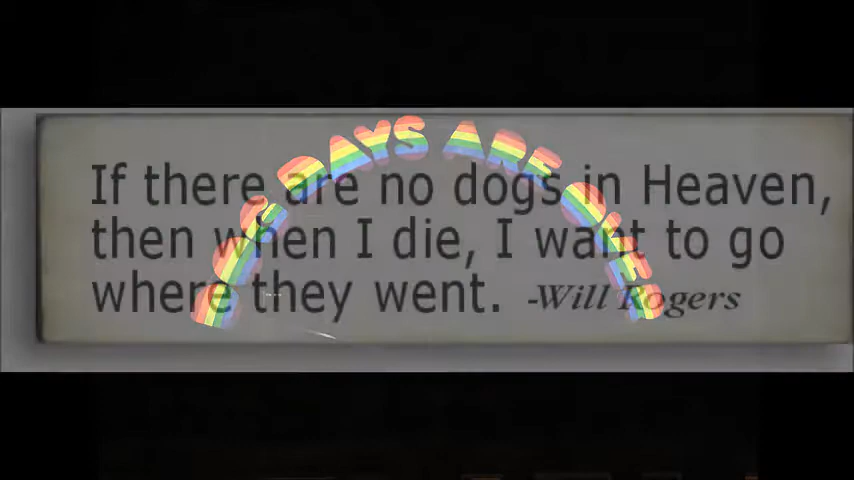 DAYS ARE OVER
If there are no dogs in Heaven,
then when I die, I want to go
where they went. -Will Rogers